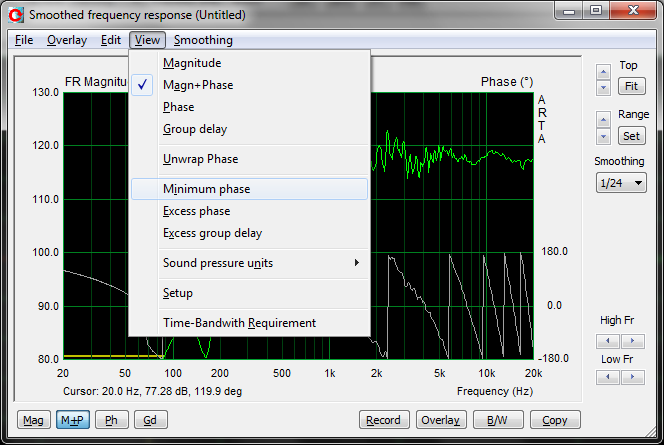 Smoothed frequency response (Untitled)
File Overlay Edit View Smoothing
FR Magnitu
Phase (°)
Magnitude
Magn+Phase
Phase
Group delay
Unwrap Phase
Minimum phase
Excess phase
Excess group delay
Sound pressure units
Setup
Time-Bandwith Requirement
130.0
120.0
110.0
100.0
90.0
80.0
ARTA
180.0
0.0
-180.0
20 50 100 200 500 1k 2k 5k 10k 20k
Cursor: 20.0 Hz, 77.28 dB, 119.9 deg
Frequency (Hz)
Top
Fit
Range
Set
Smoothing
1/24
High Fr
Low Fr
Mag M+P Ph Gd Record Overlay B/W Copy